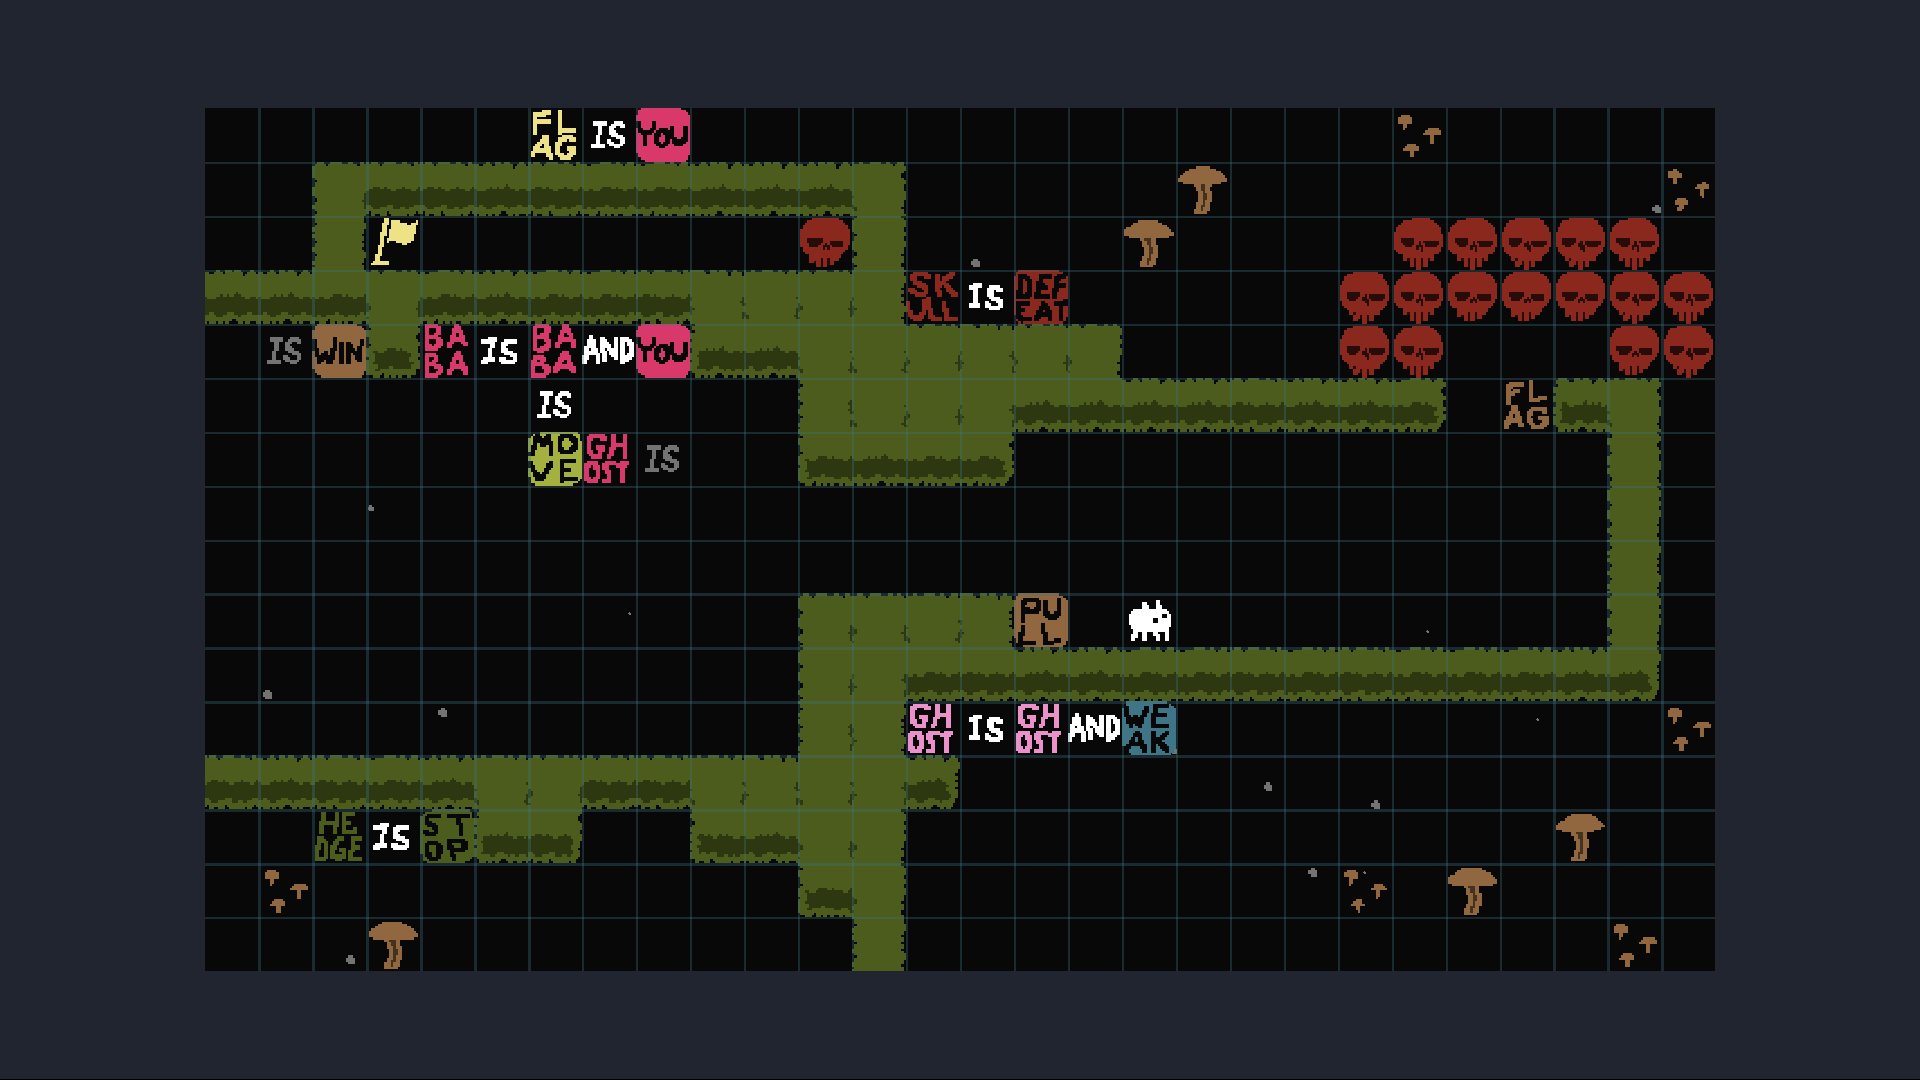 FLAG IS YOU
SKULL IS DEFEAT
IS WIN BABA IS BABA AND YOU
IS FLAG
MOVE GHOST IS
PULL
GHOST IS GHOST AND WEAK
HEDGE IS STOP